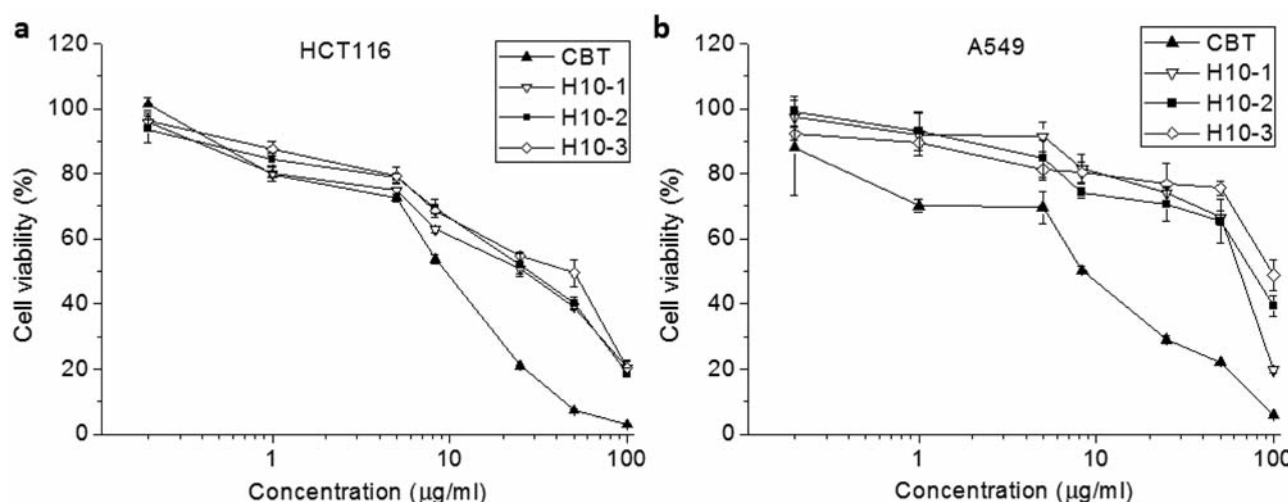 a
HCT116
CBT
H10-1
H10-2
H10-3
120
100
80
60
40
20
0
Cell viability (%)
1
10
100
Concentration (µg/ml)
b
A549
CBT
H10-1
H10-2
H10-3
120
100
80
60
40
20
0
Cell viability (%)
1
10
100
Concentration (µg/ml)